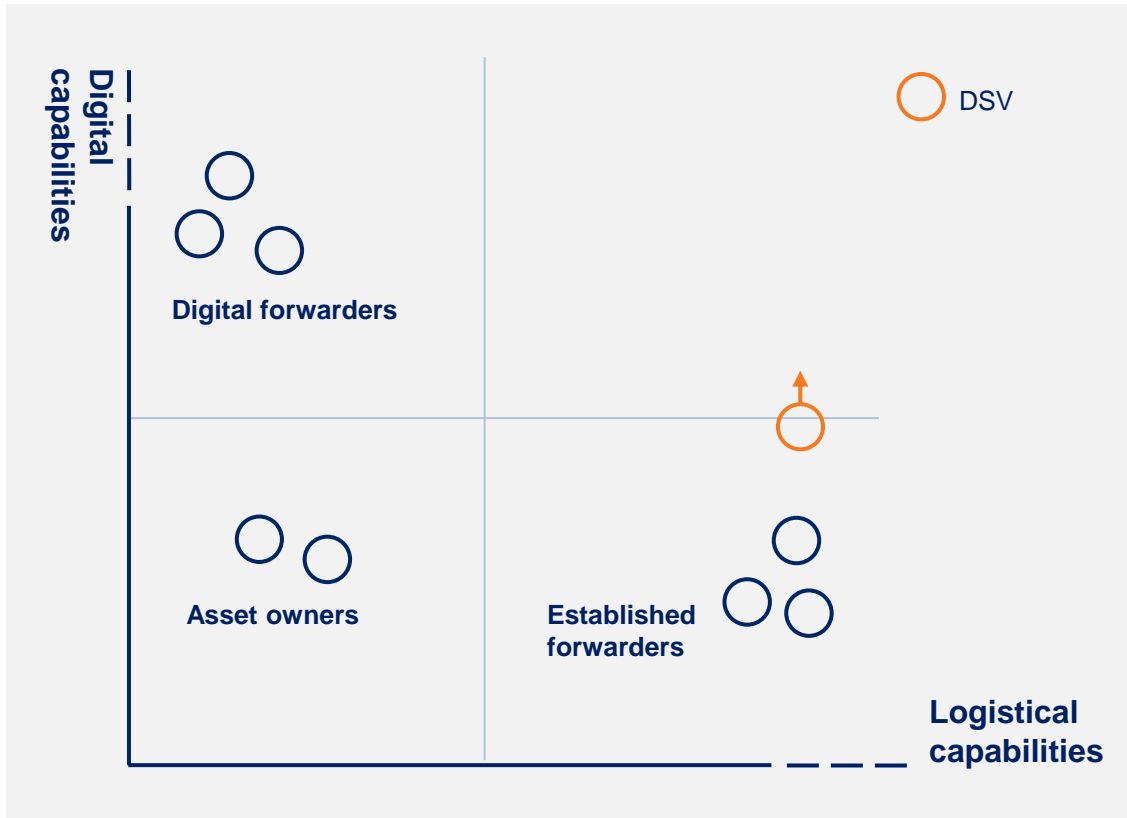 Digital
capabilities
DSV
Digital forwarders
Asset owners
Established
forwarders
Logistical
capabilities